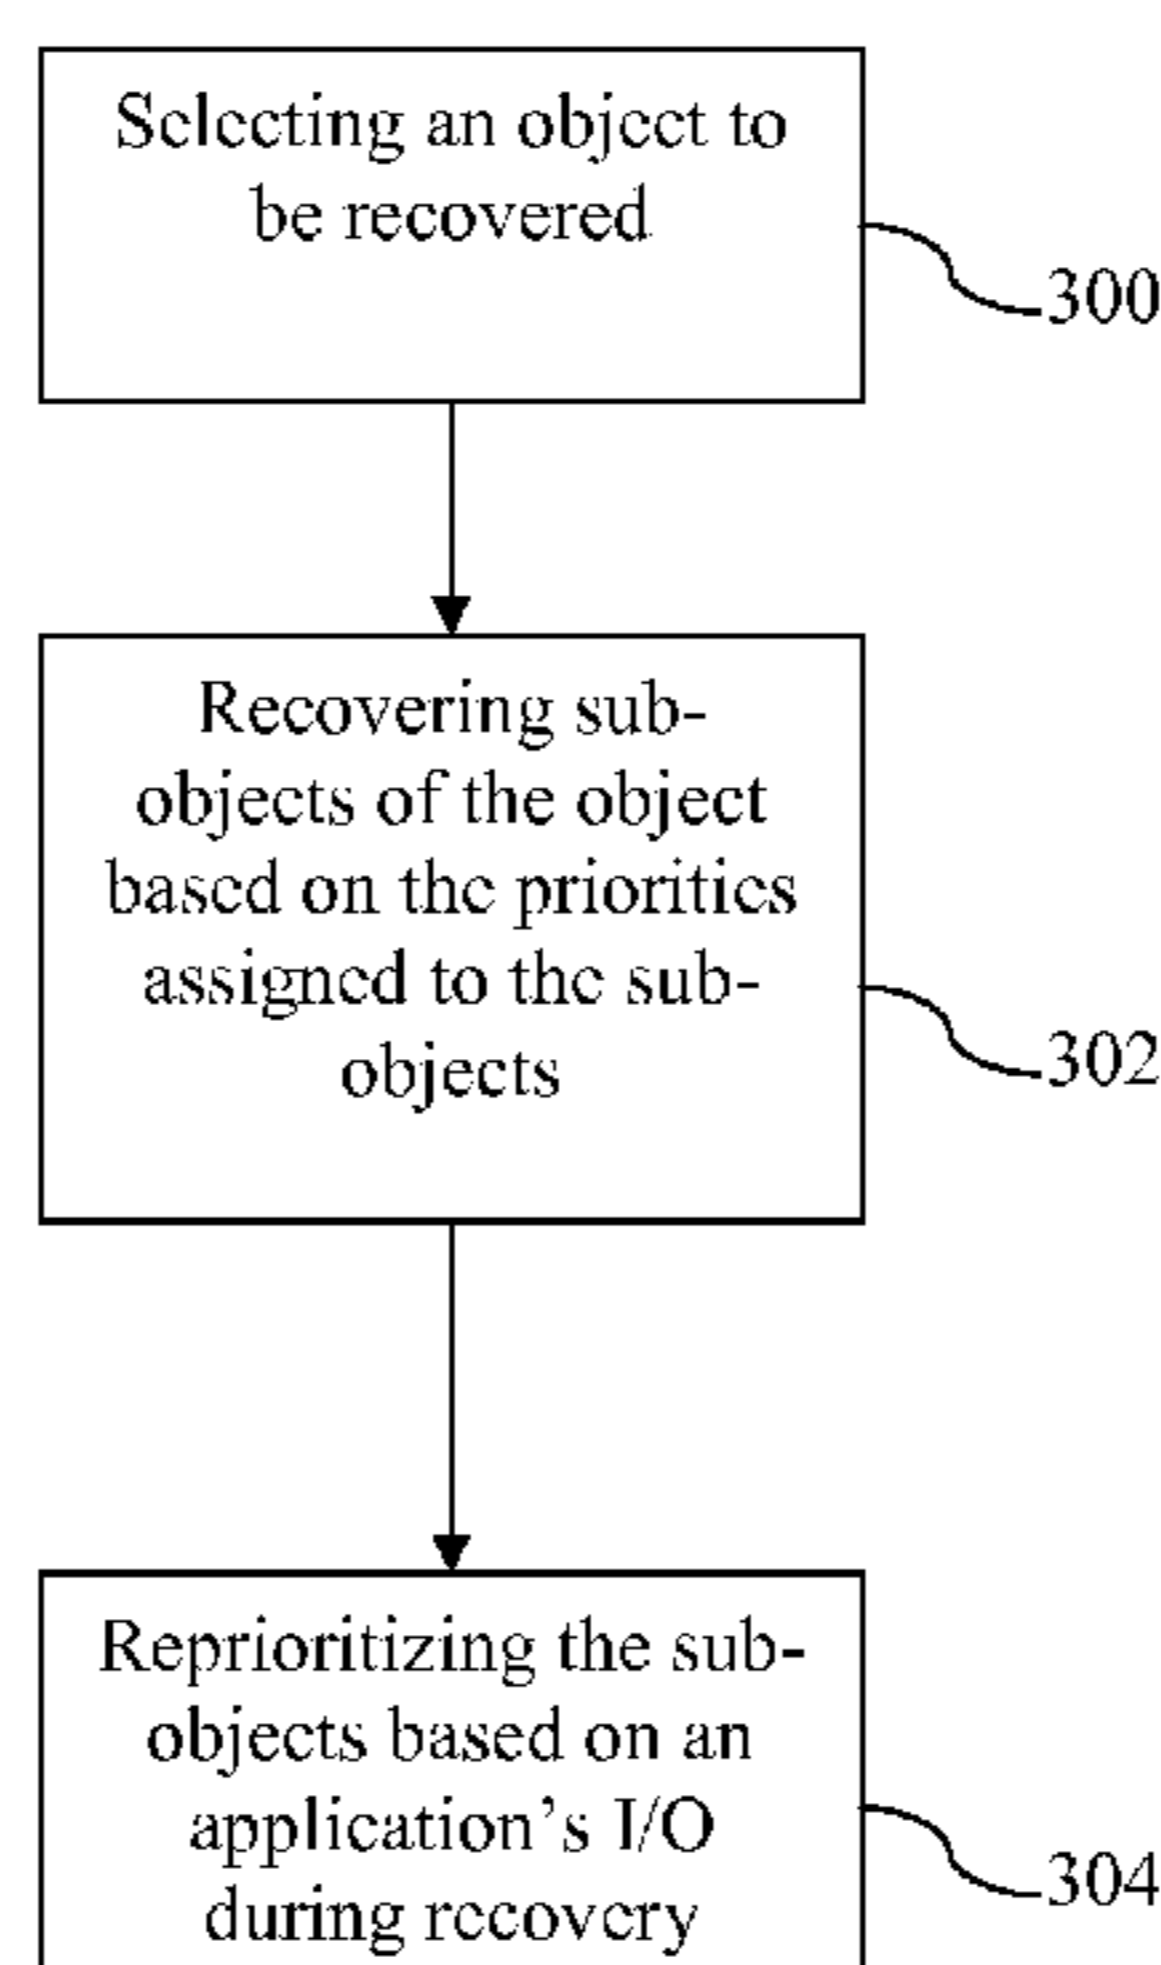 Selecting an object to
be recovered
300
Recovering sub-
objects of the object
based on the priorities
assigned to the sub-
objects
302
Reprioritizing the sub-
objects based on an
application's I/O
during recovery
304